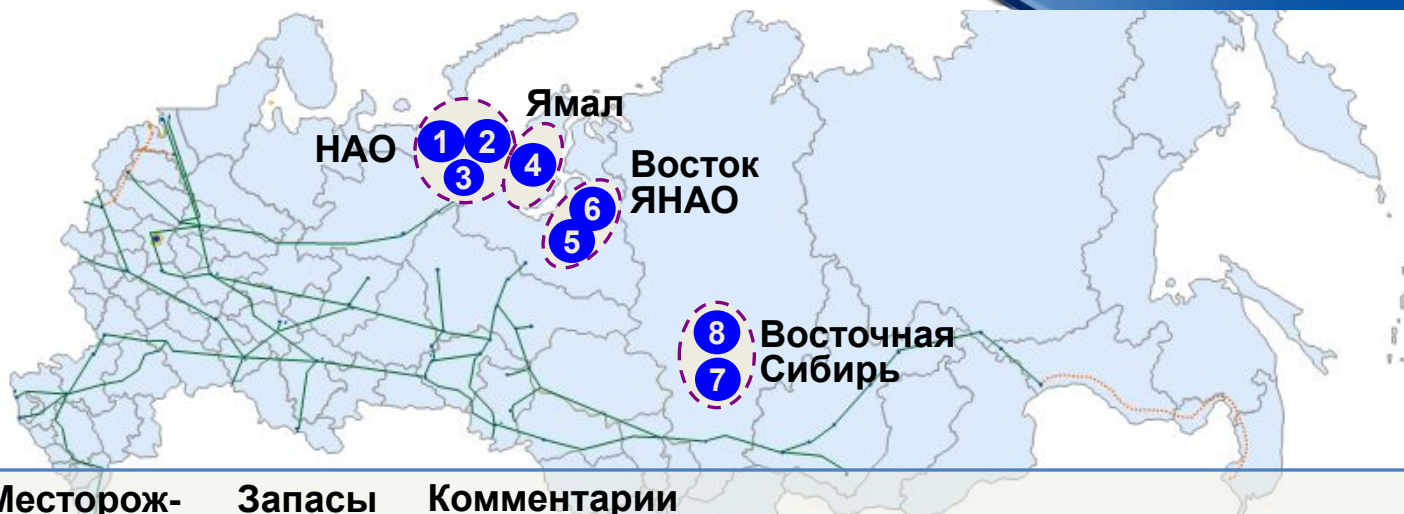 Ямал
НАО
1
2
3
4
Восток
ЯНАО
6
5
8
7
Восточная
Сибирь
Месторож-
Запасы
Комментарии